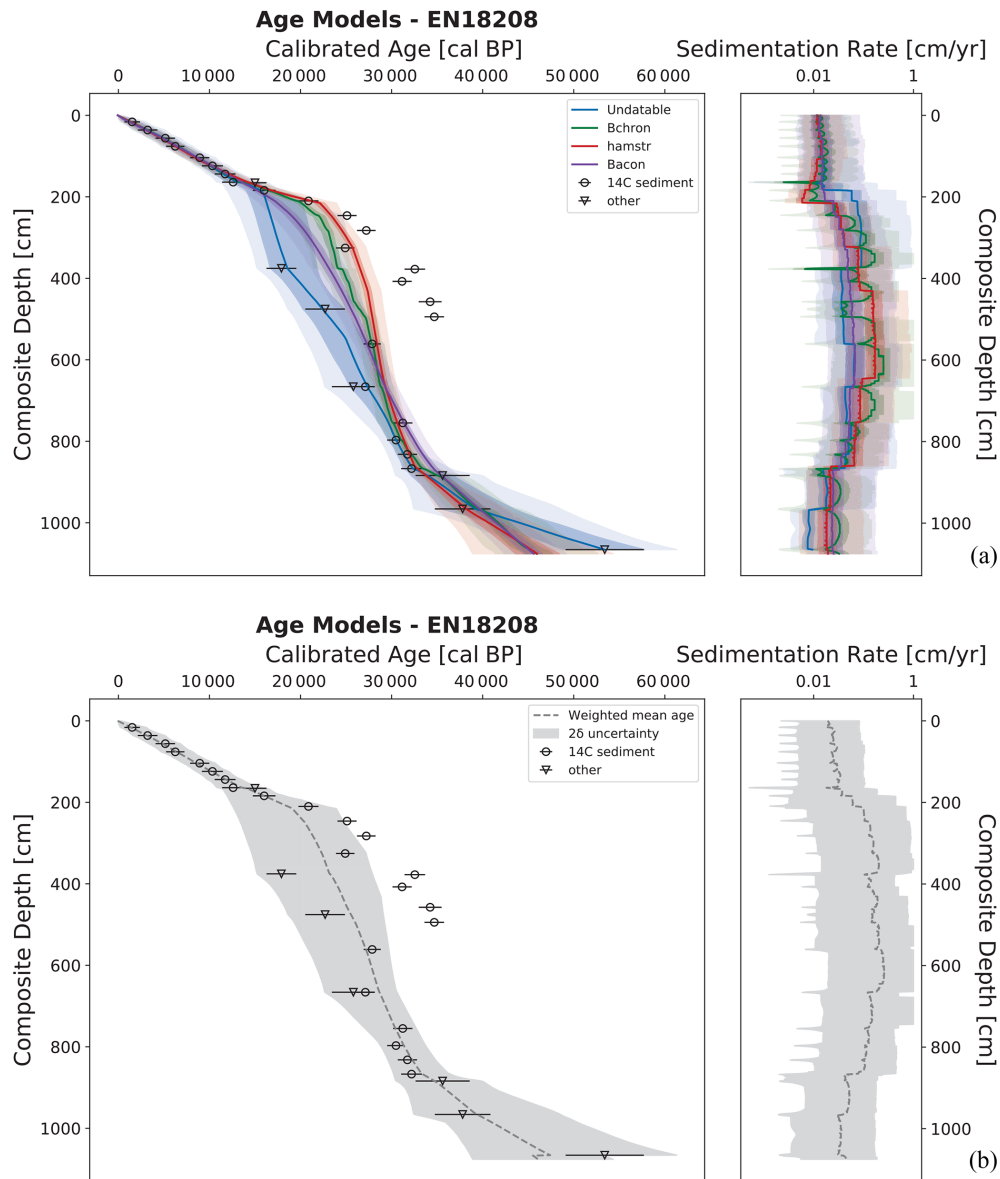 Age Models - EN18208
Calibrated Age [cal BP]
Sedimentation Rate [cm/yr]
0 10 000 20 000 30 000 40 000 50 000 60 000
0.01 1
Composite Depth [cm]
0
200
400
600
800
1000
Undatable
Bchron
hamstr
Bacon
14C sediment
other
0
200
400
600
800
1000
Composite Depth [cm]
(a)
Age Models - EN18208
Calibrated Age [cal BP]
Sedimentation Rate [cm/yr]
0 10 000 20 000 30 000 40 000 50 000 60 000
0.01 1
Composite Depth [cm]
0
200
400
600
800
1000
Weighted mean age
2δ uncertainty
14C sediment
other
0
200
400
600
800
1000
Composite Depth [cm]
(b)